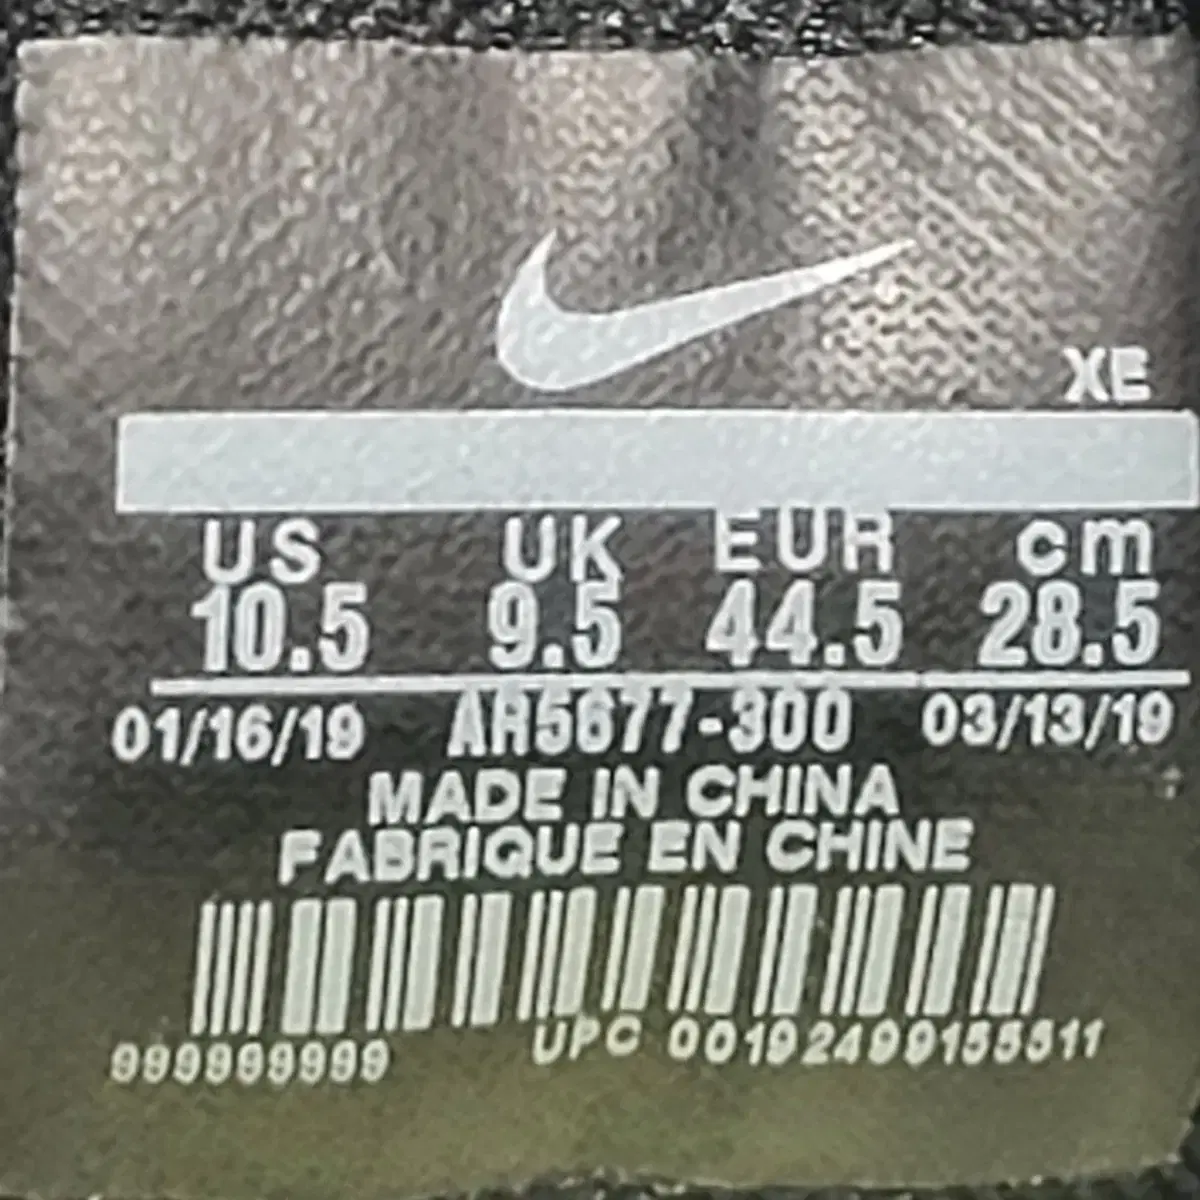 XE
US UK EUR cm
10.5 9.5 44.5 28.5
01/16/19 AR5677-300 03/13/19
MADE IN CHINA
FABRIQUE EN CHINE
999999999 UPC 00192499155511